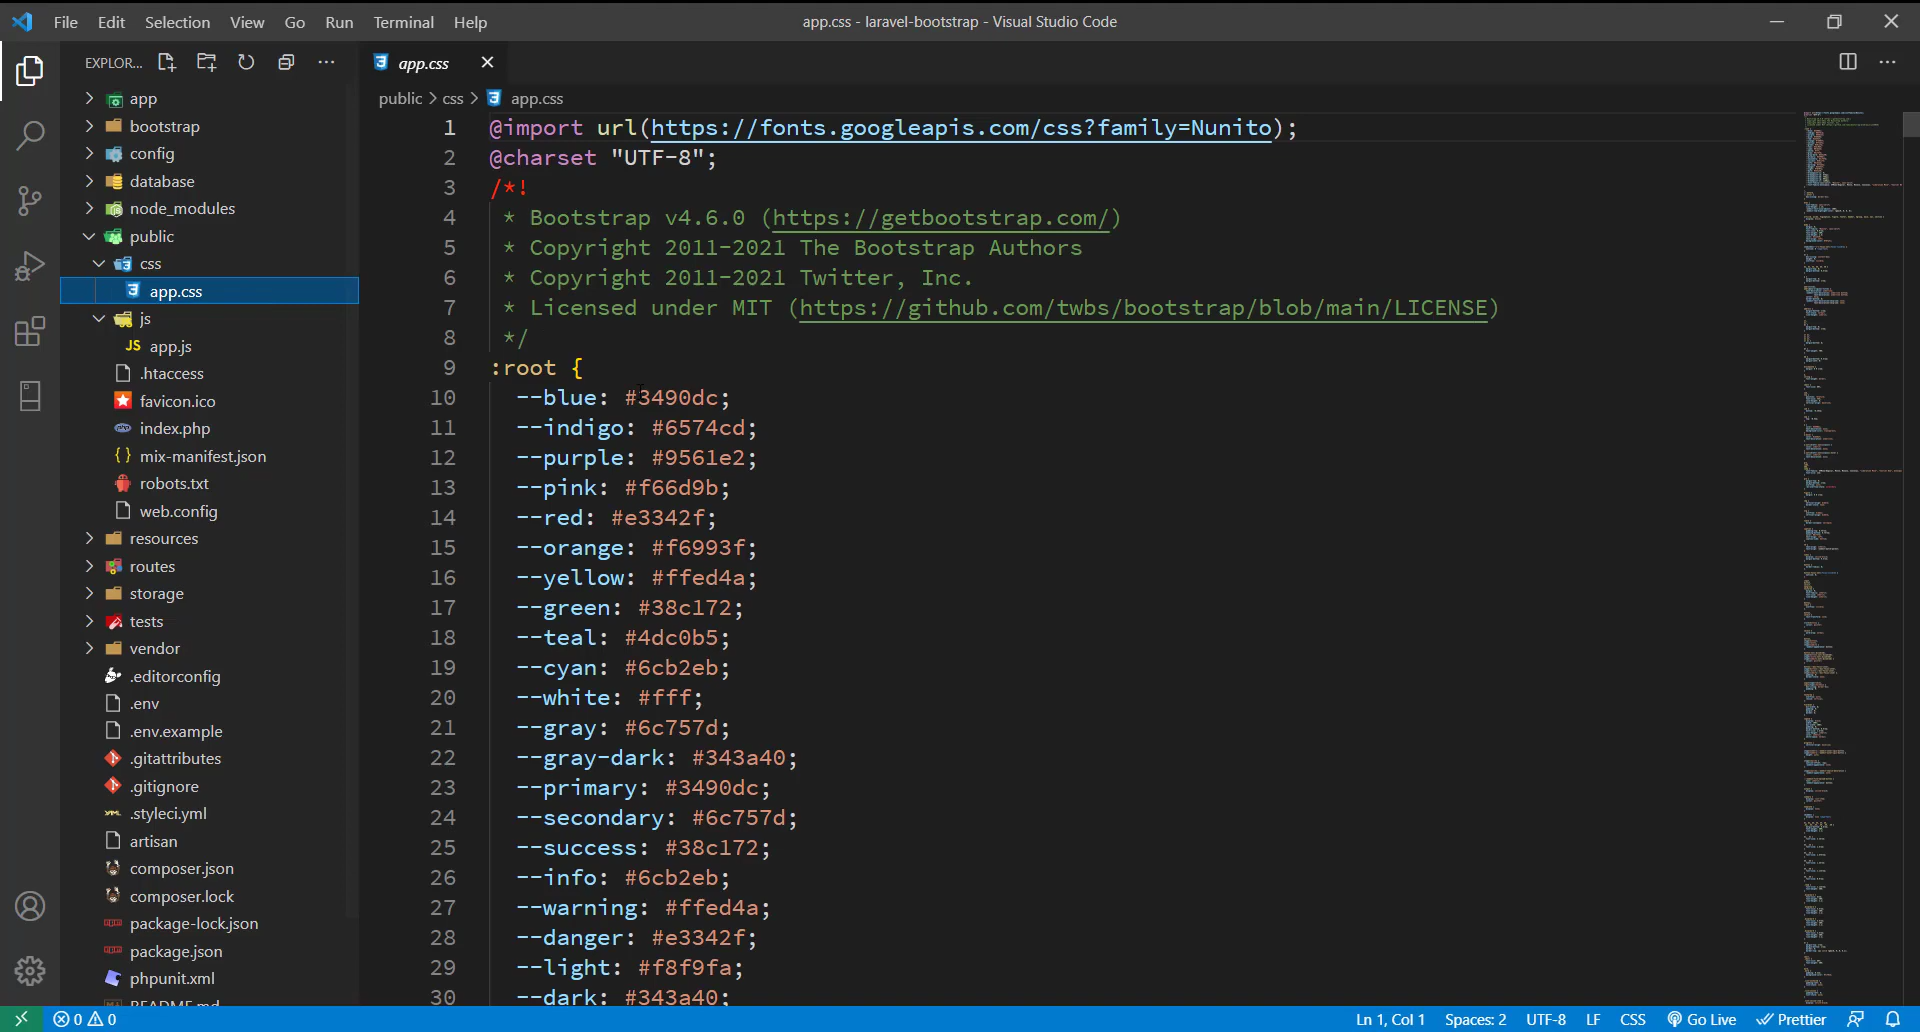 File Edit Selection View Go Run Terminal Help
app.css - laravel-bootstrap - Visual Studio Code
EXPLOR...
app
bootstrap
config
database
node_modules
public
css
app.css
js
JS app.js
.htaccess
favicon.ico
index.php
{ } mix-manifest.json
robots.txt
web.config
resources
routes
storage
tests
vendor
.editorconfig
.env
.env.example
.gitattributes
.gitignore
.styleci.yml
artisan
composer.json
composer.lock
package-lock.json
package.json
phpunit.xml
README.md
app.css
public > css > app.css
1 @import url(https://fonts.googleapis.com/css?family=Nunito);
2 @charset "UTF-8";
3 /*!
4 * Bootstrap v4.6.0 (https://getbootstrap.com/)
5 * Copyright 2011-2021 The Bootstrap Authors
6 * Copyright 2011-2021 Twitter, Inc.
7 * Licensed under MIT (https://github.com/twbs/bootstrap/blob/main/LICENSE)
8 */
9 :root {
10 --blue: #3490dc;
11 --indigo: #6574cd;
12 --purple: #9561e2;
13 --pink: #f66d9b;
14 --red: #e3342f;
15 --orange: #f6993f;
16 --yellow: #ffed4a;
17 --green: #38c172;
18 --teal: #4dc0b5;
19 --cyan: #6cb2eb;
20 --white: #fff;
21 --gray: #6c757d;
22 --gray-dark: #343a40;
23 --primary: #3490dc;
24 --secondary: #6c757d;
25 --success: #38c172;
26 --info: #6cb2eb;
27 --warning: #ffed4a;
28 --danger: #e3342f;
29 --light: #f8f9fa;
30 --dark: #343a40;
0 0
Ln 1, Col 1 Spaces: 2 UTF-8 LF CSS Go Live Prettier